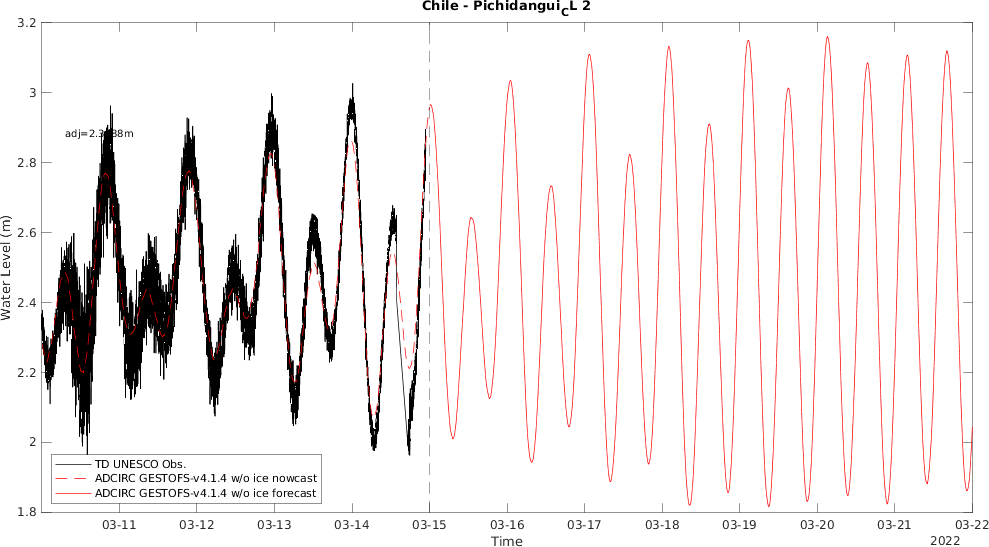 Chile - PichidanguiCL 2
3.2
3
2.8
2.6
2.4
2.2
2
1.8
Water Level (m)
TD UNESCO Obs.
ADCIRC GESTOFS-v4.1.4 w/o ice nowcast
ADCIRC GESTOFS-v4.1.4 w/o ice forecast
03-11 03-12 03-13 03-14 03-15 03-16 03-17 03-18 03-19 03-20 03-21 03-22
Time
2022